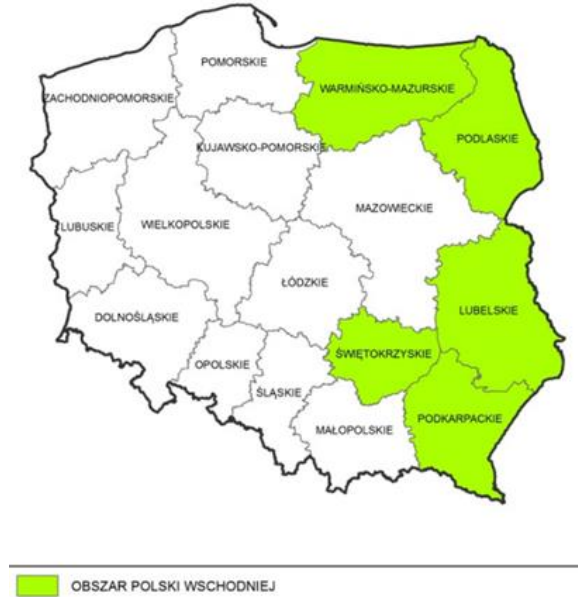 POMORSKIE
WARMIŃSKO-MAZURSKIE
ZACHODNIOPOMORSKIE
PODLASKIE
KUJAWSKO-POMORSKIE
MAZOWIECKIE
LUBUSKIE
WIELKOPOLSKIE
ŁÓDZKIE
LUBELSKIE
DOLNOŚLĄSKIE
ŚWIĘTOKRZYSKIE
OPOLSKIE
ŚLĄSKIE
PODKARPACKIE
MAŁOPOLSKIE
OBSZAR POLSKI WSCHODNIEJ